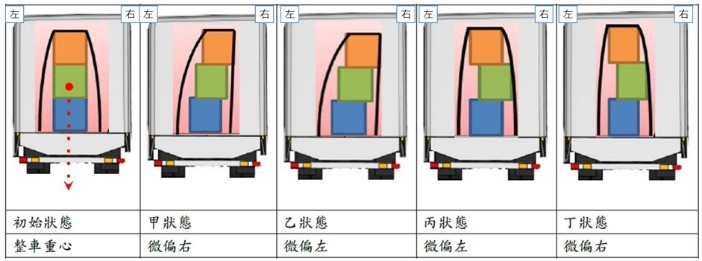 左 右 左 右 左 右 左 右 左 右
初始狀態 甲狀態 乙狀態 丙狀態 丁狀態
整車重心 微偏右 微偏左 微偏左 微偏右